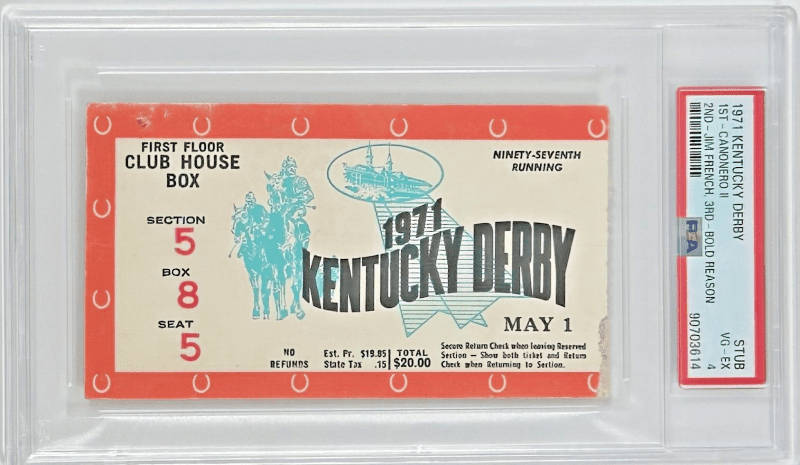 FIRST FLOOR
CLUB HOUSE
BOX
SECTION
5
BOX
8
SEAT
5
NINETY-SEVENTH
RUNNING
1971
KENTUCKY DERBY
MAY 1
NO
REFUNDS
Est. Pr. $19.85
State Tax .15
TOTAL
$20.00
Secure Return Check when leaving Reserved
Section - Show both ticket and Return
Check when Returning to Section.
1971 KENTUCKY DERBY
1ST - CANONERO II
2ND - JIM FRENCH, 3RD - BOLD REASON
PSA
STUB
VG - EX
4
90703614